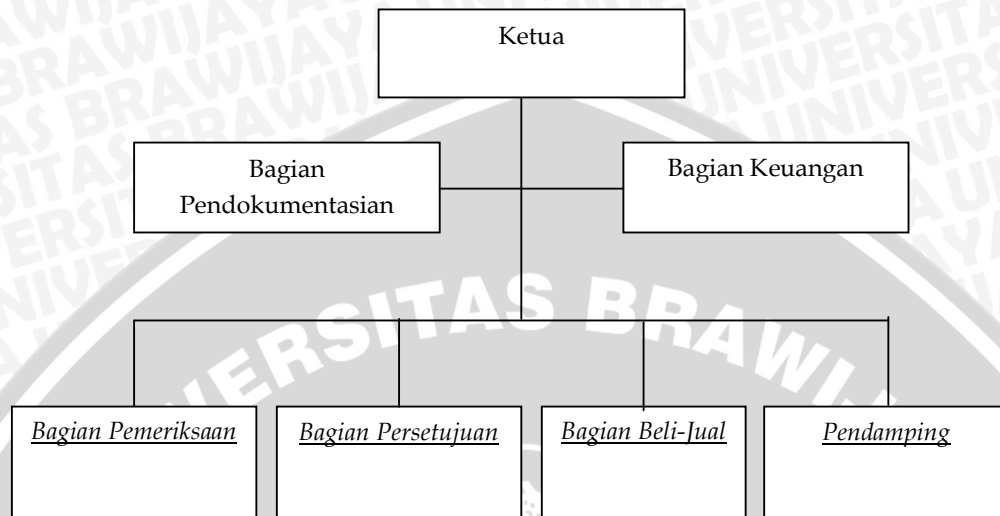 Ketua
Bagian
Pendokumentasian
Bagian Keuangan
Bagian Pemeriksaan
Bagian Persetujuan
Bagian Beli-Jual
Pendamping